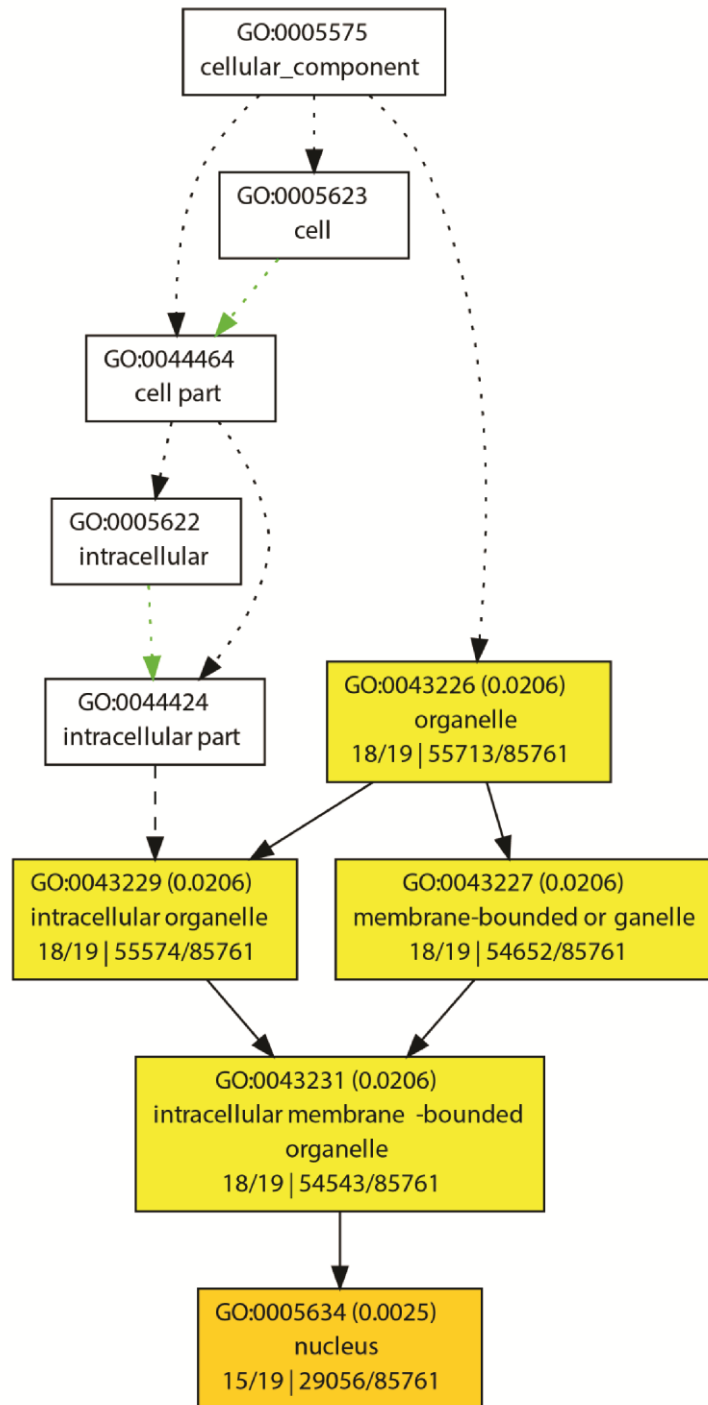 GO:0005575
cellular_component
GO:0005623
cell
GO:0044464
cell part
GO:0005622
intracellular
GO:0044424
intracellular part
GO:0043226 (0.0206)
organelle
18/19 | 55713/85761
GO:0043229 (0.0206)
intracellular organelle
18/19 | 55574/85761
GO:0043227 (0.0206)
membrane-bounded or ganelle
18/19 | 54652/85761
GO:0043231 (0.0206)
intracellular membrane -bounded
organelle
18/19 | 54543/85761
GO:0005634 (0.0025)
nucleus
15/19 | 29056/85761